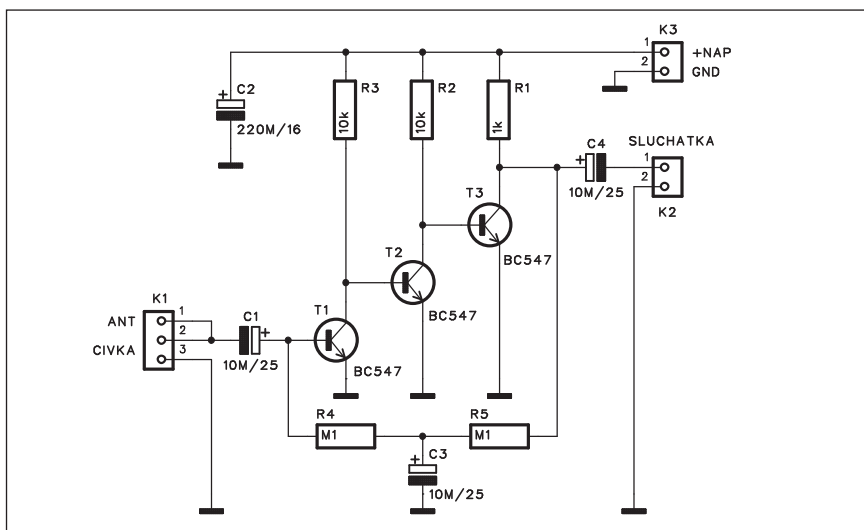 K3
1
+NAP
2
GND
R3
10k
R2
10k
R1
1k
C2
+
220M/16
C4
+
10M/25
SLUCHATKA
1
2
K2
T3
BC547
T2
BC547
T1
BC547
K1
ANT
1
2
CIVKA
3
C1
+
10M/25
R4
M1
R5
M1
C3
+
10M/25